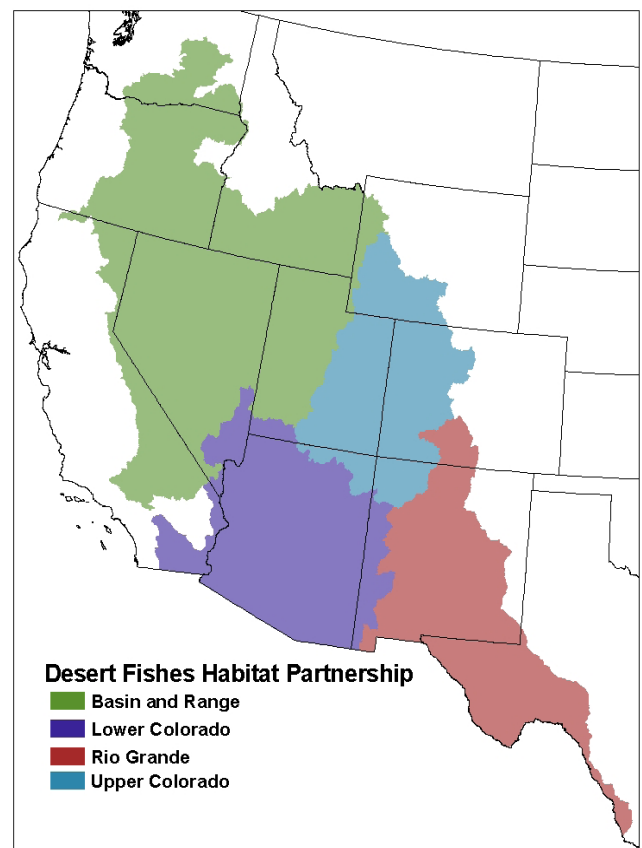 Desert Fishes Habitat Partnership
Basin and Range
Lower Colorado
Rio Grande
Upper Colorado